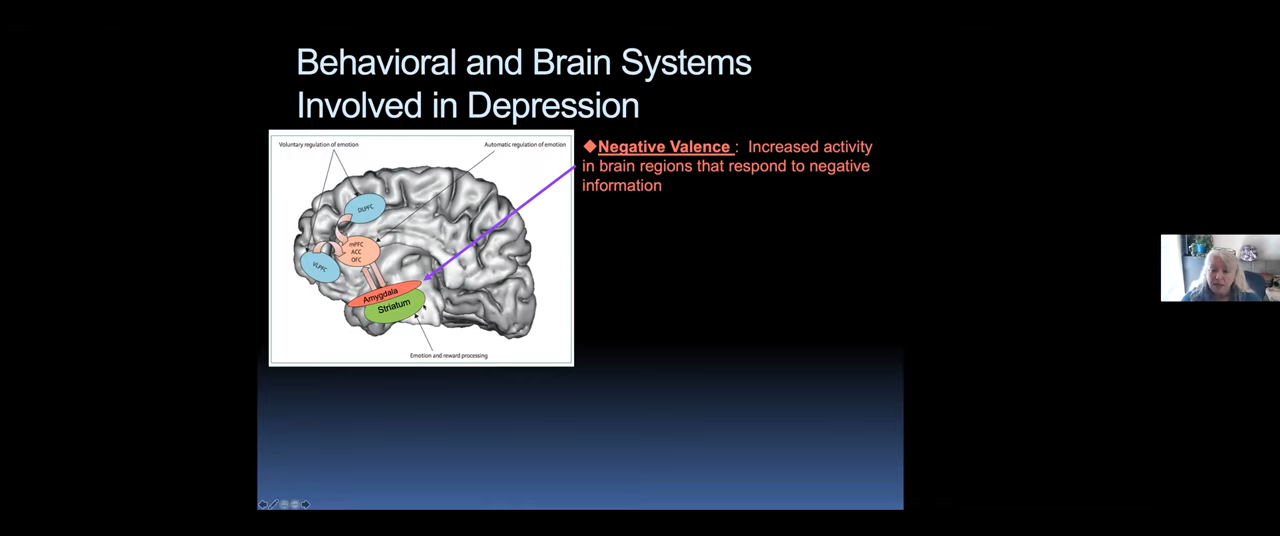 Behavioral and Brain Systems
Involved in Depression
Voluntary regulation of emotion
Automatic regulation of emotion
DLPFC
mPFC
ACC
OFC
VLPFC
Amygdala
Striatum
Emotion and reward processing
◆Negative Valence : Increased activity
in brain regions that respond to negative
information